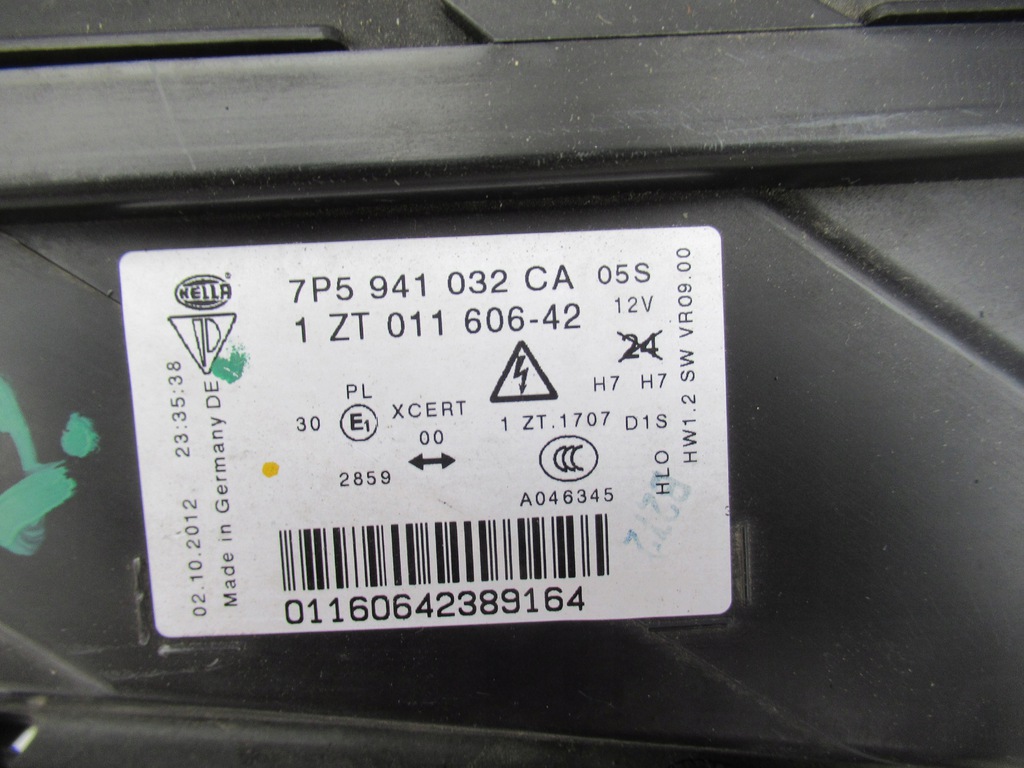 HELLA
7P5 941 032 CA 05S
1 ZT 011 606-42
12V
24
H7 H7
PL
30 E1 XCERT
00
2859
1 ZT.1707 D1S
CCC
A046345
HLO
HW1.2 SW VR09.00
02.10.2012 23:35:38
Made in Germany DE
01160642389164